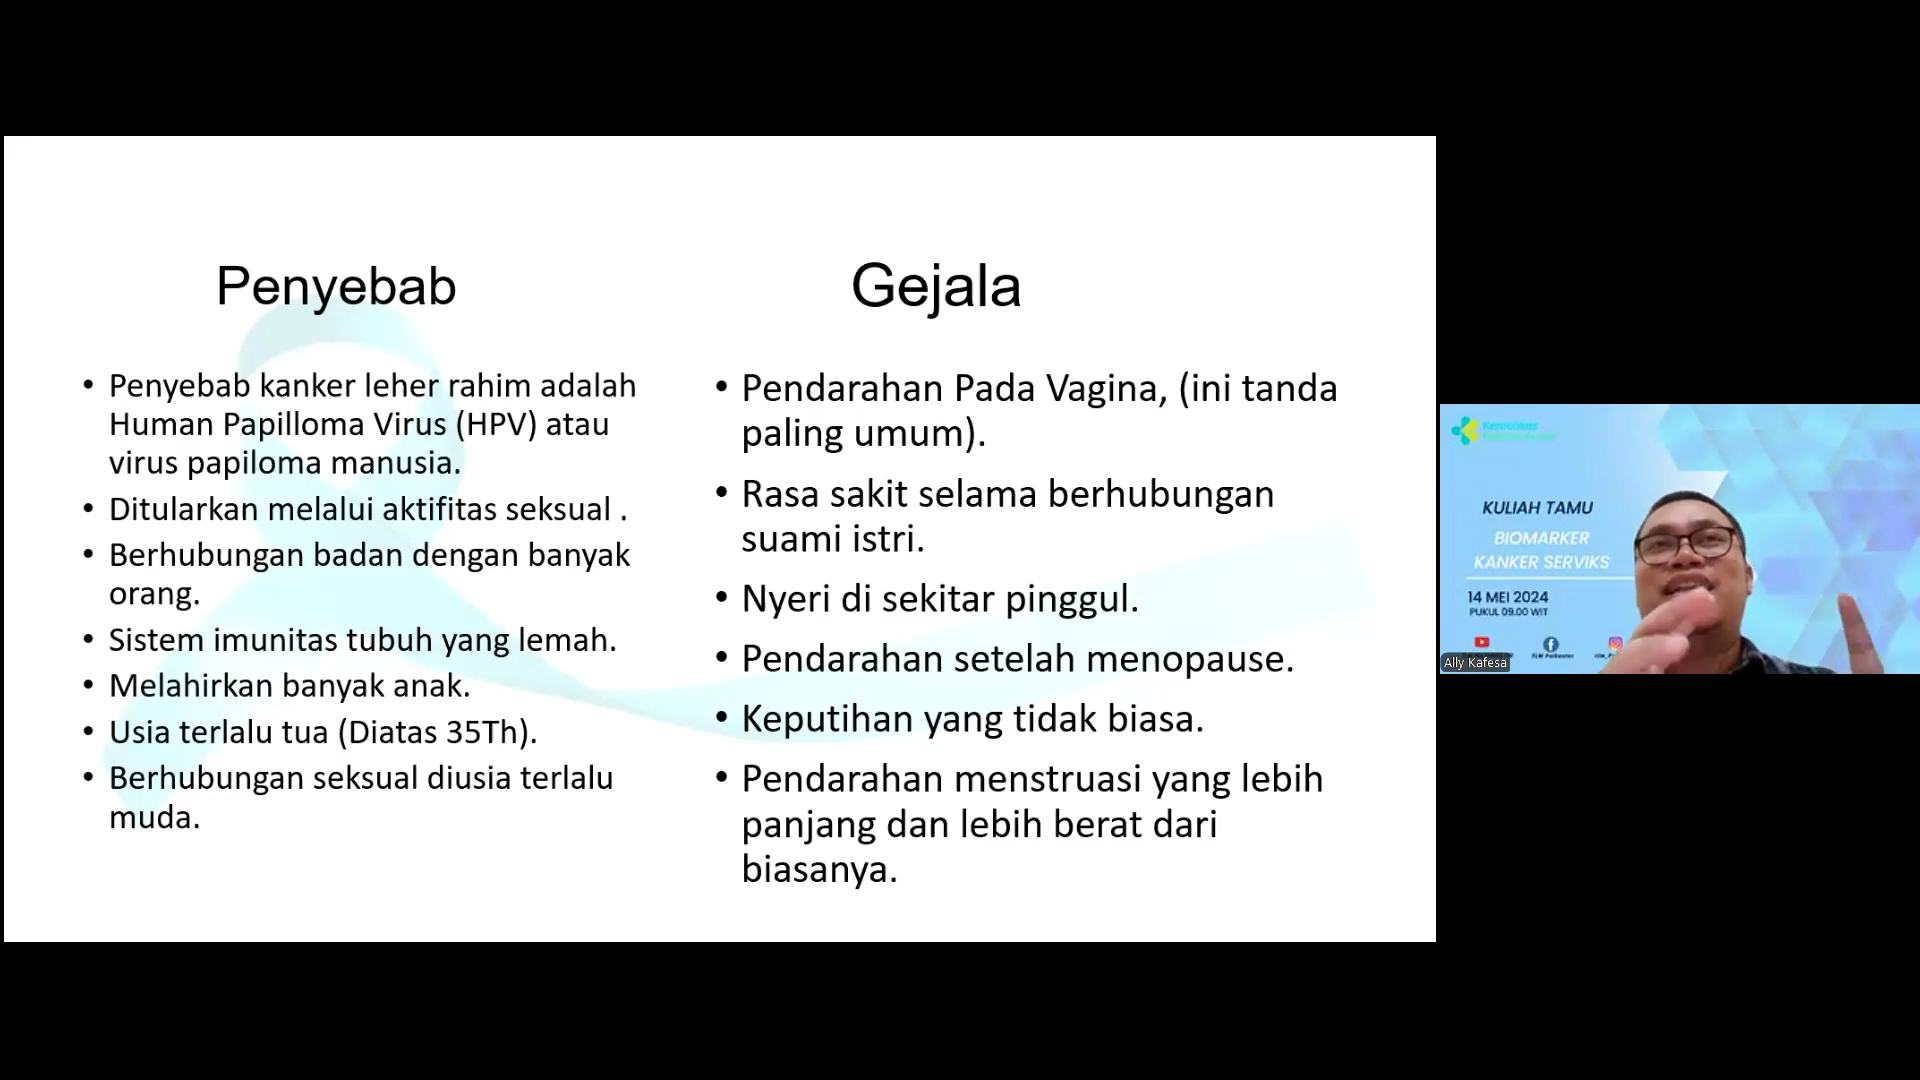 Penyebab
• Penyebab kanker leher rahim adalah
Human Papilloma Virus (HPV) atau
virus papiloma manusia.
• Ditularkan melalui aktifitas seksual .
• Berhubungan badan dengan banyak
orang.
• Sistem imunitas tubuh yang lemah.
• Melahirkan banyak anak.
• Usia terlalu tua (Diatas 35Th).
• Berhubungan seksual diusia terlalu
muda.
Gejala
• Pendarahan Pada Vagina, (ini tanda
paling umum).
• Rasa sakit selama berhubungan
suami istri.
• Nyeri di sekitar pinggul.
• Pendarahan setelah menopause.
• Keputihan yang tidak biasa.
• Pendarahan menstruasi yang lebih
panjang dan lebih berat dari
biasanya.
Kemenkes
KULIAH TAMU
BIOMARKER
KANKER SERVIKS
14 MEI 2024
PUKUL 09.00 WIT
Ally Kafesa